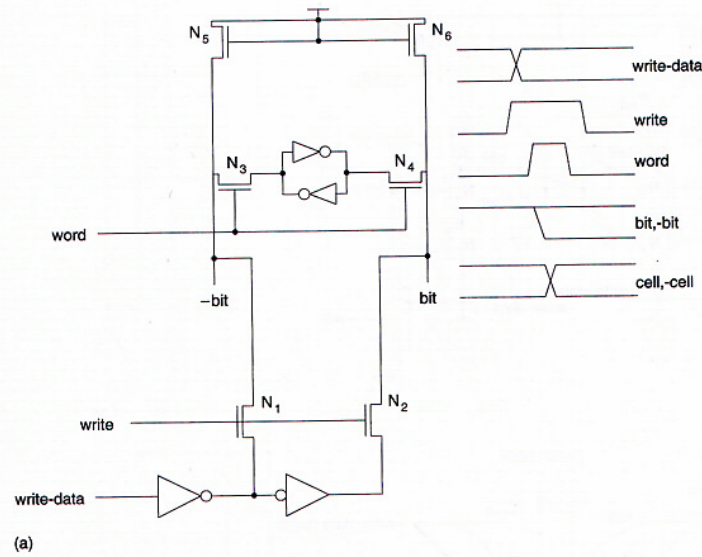 N5
N6
write-data
write
N3
N4
word
word
bit,-bit
cell,-cell
–bit
bit
N1
N2
write
write-data
(a)